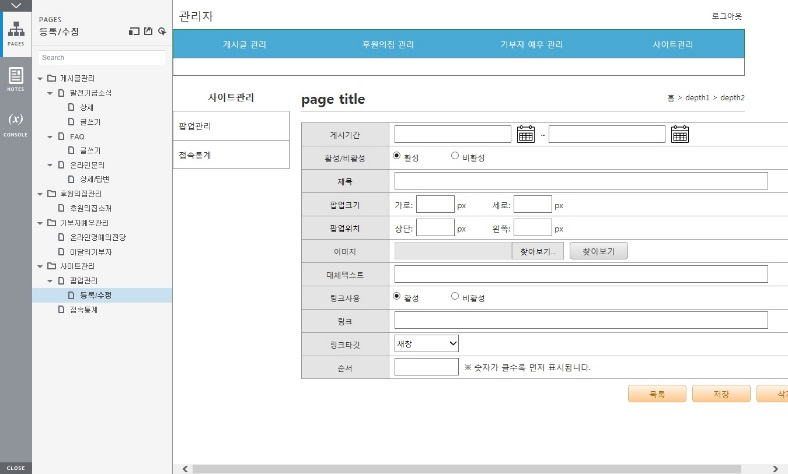 PAGES
등록/수정
Search
게시글관리
발전기금소식
상세
글쓰기
FAQ
글쓰기
온라인문의
상세/답변
후원의집관리
후원의집소개
기부자예우관리
온라인명예의전당
이달의기부자
사이트관리
팝업관리
등록/수정
접속통계
PAGES
NOTES
(x)
CONSOLE
CLOSE
관리자
로그아웃
게시글 관리 후원의집 관리 기부자 예우 관리 사이트관리
사이트관리
팝업관리
접속통계
page title
홈 > depth1 > depth2
게시기간 ~
활성/비활성 활성 비활성
제목
팝업크기 가로: px 세로: px
팝업위치 상단: px 왼쪽: px
이미지 찾아보기... 찾아보기
대체텍스트
링크사용 활성 비활성
링크
링크타깃 새창
순서 ※ 숫자가 클수록 먼저 표시됩니다.
목록 저장